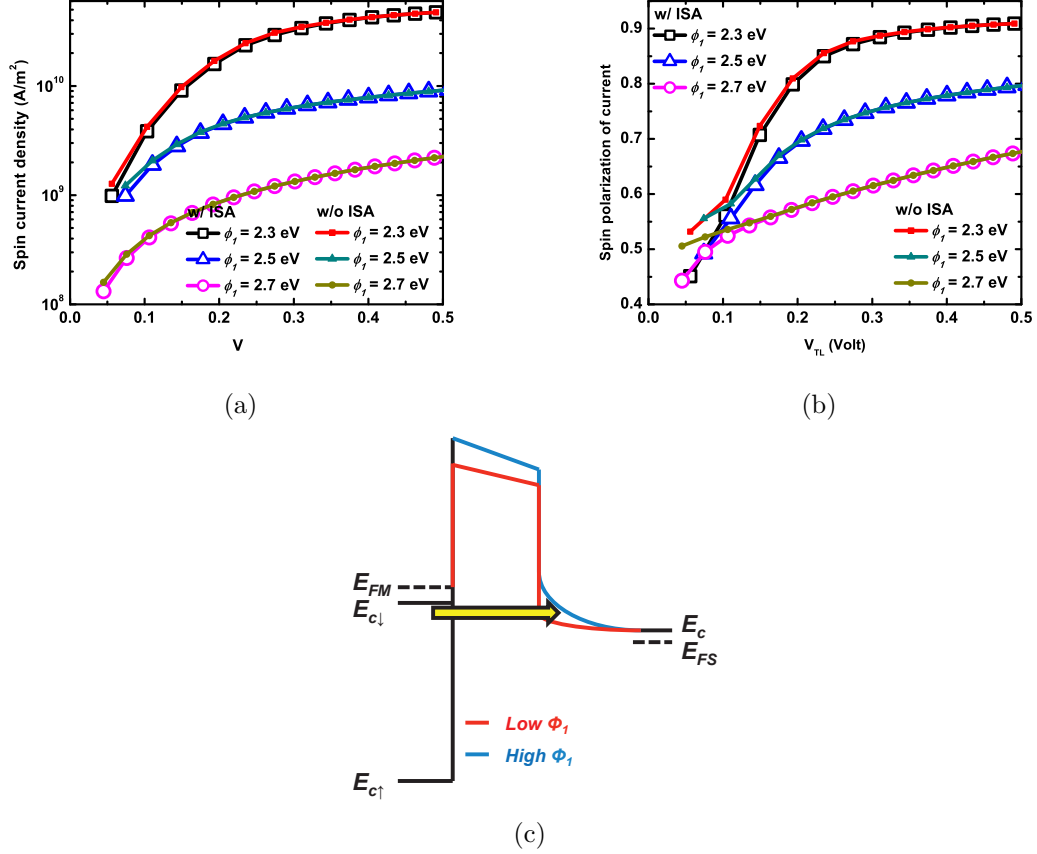 Spin current density (A/m²)
10¹⁰
10⁹
10⁸
w/ ISA
w/o ISA
ϕ₁ = 2.3 eV
ϕ₁ = 2.3 eV
ϕ₁ = 2.5 eV
ϕ₁ = 2.5 eV
ϕ₁ = 2.7 eV
ϕ₁ = 2.7 eV
0.0 0.1 0.2 0.3 0.4 0.5
V
(a)
Spin polarization of current
0.9
0.8
0.7
0.6
0.5
0.4
w/ ISA
ϕ₁ = 2.3 eV
ϕ₁ = 2.5 eV
ϕ₁ = 2.7 eV
w/o ISA
ϕ₁ = 2.3 eV
ϕ₁ = 2.5 eV
ϕ₁ = 2.7 eV
0.0 0.1 0.2 0.3 0.4 0.5
V_TL (Volt)
(b)
E_FM
E_c↓
E_c
E_FS
Low Φ₁
High Φ₁
E_c↑
(c)